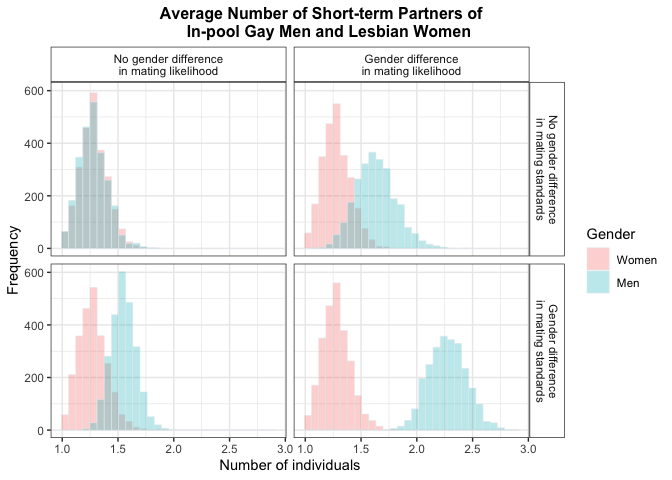 Average Number of Short-term Partners of
In-pool Gay Men and Lesbian Women
No gender difference
in mating likelihood
Gender difference
in mating likelihood
600
400
200
0
No gender difference
in mating standards
Frequency
600
400
200
0
Gender difference
in mating standards
1.0 1.5 2.0 2.5 3.0 1.0 1.5 2.0 2.5 3.0
Number of individuals
Gender
Women
Men